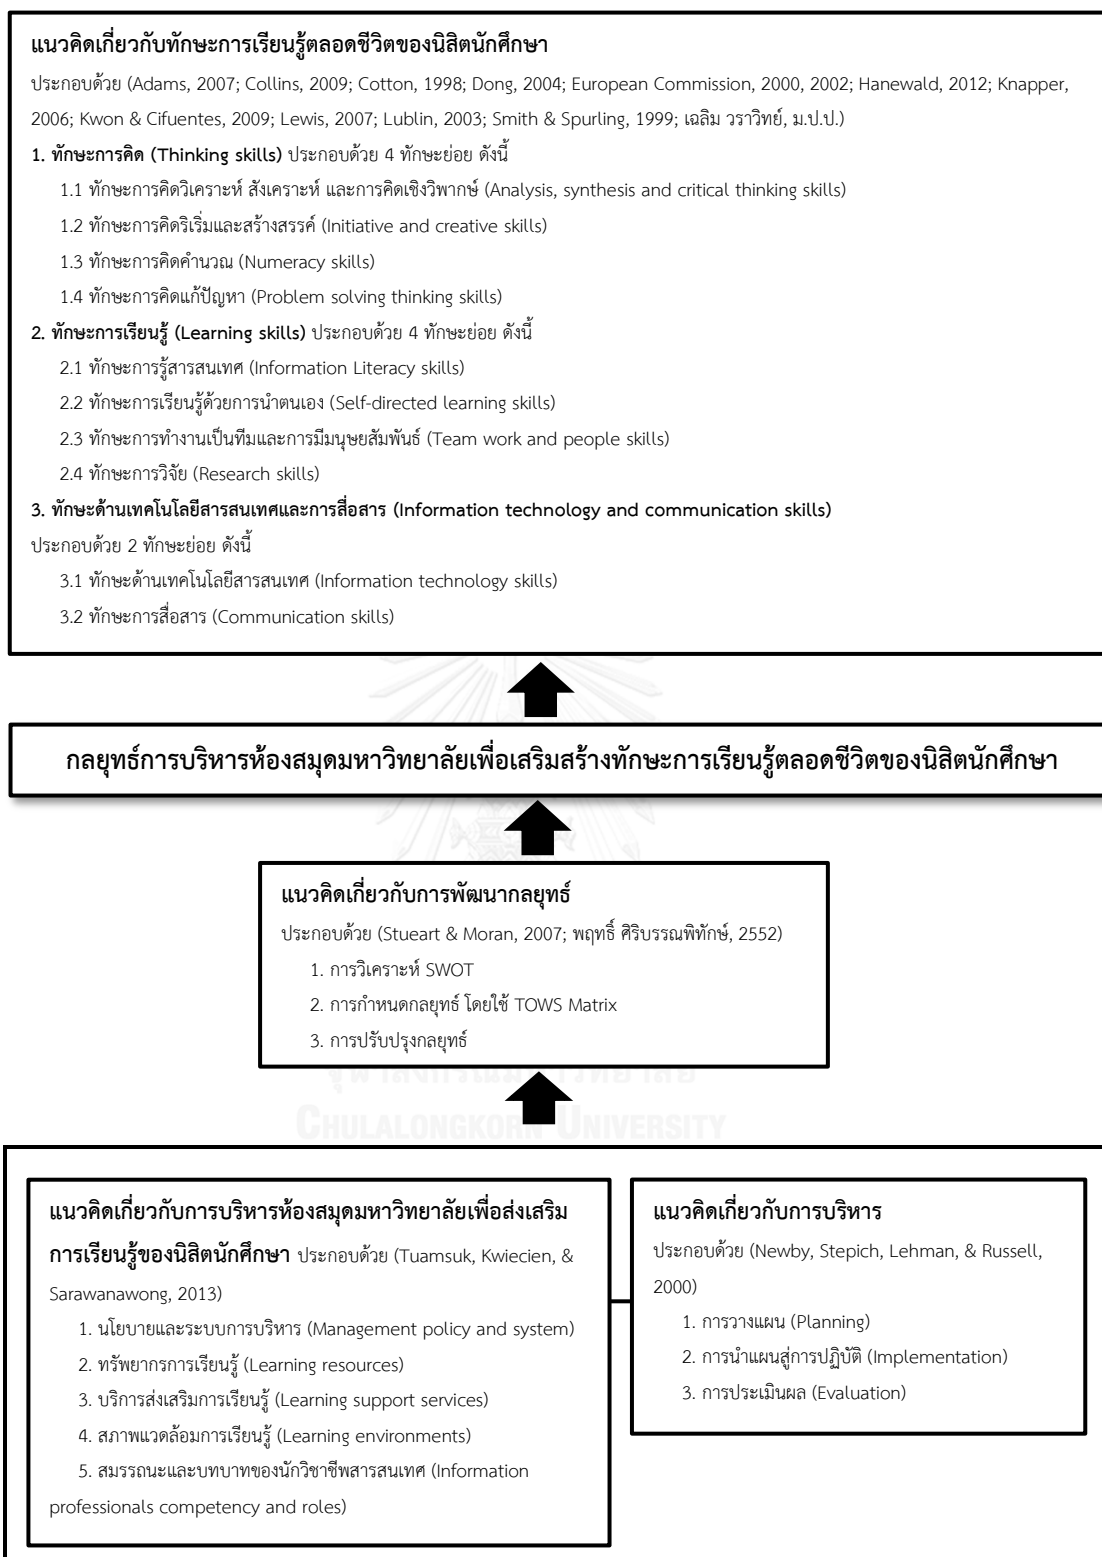 แนวคิดเกี่ยวกับทักษะการเรียนรู้ตลอดชีวิตของนิสิตนักศึกษา
ประกอบด้วย (Adams, 2007; Collins, 2009; Cotton, 1998; Dong, 2004; European Commission, 2000, 2002; Hanewald, 2012; Knapper,
2006; Kwon & Cifuentes, 2009; Lewis, 2007; Lublin, 2003; Smith & Spurling, 1999; เฉลิม วราวิทย์, ม.ป.ป.)
1. ทักษะการคิด (Thinking skills) ประกอบด้วย 4 ทักษะย่อย ดังนี้
1.1 ทักษะการคิดวิเคราะห์ สังเคราะห์ และการคิดเชิงวิพากษ์ (Analysis, synthesis and critical thinking skills)
1.2 ทักษะการคิดริเริ่มและสร้างสรรค์ (Initiative and creative skills)
1.3 ทักษะการคิดคำนวณ (Numeracy skills)
1.4 ทักษะการคิดแก้ปัญหา (Problem solving thinking skills)
2. ทักษะการเรียนรู้ (Learning skills) ประกอบด้วย 4 ทักษะย่อย ดังนี้
2.1 ทักษะการรู้สารสนเทศ (Information Literacy skills)
2.2 ทักษะการเรียนรู้ด้วยการนำตนเอง (Self-directed learning skills)
2.3 ทักษะการทำงานเป็นทีมและการมีมนุษยสัมพันธ์ (Team work and people skills)
2.4 ทักษะการวิจัย (Research skills)
3. ทักษะด้านเทคโนโลยีสารสนเทศและการสื่อสาร (Information technology and communication skills)
ประกอบด้วย 2 ทักษะย่อย ดังนี้
3.1 ทักษะด้านเทคโนโลยีสารสนเทศ (Information technology skills)
3.2 ทักษะการสื่อสาร (Communication skills)
กลยุทธ์การบริหารห้องสมุดมหาวิทยาลัยเพื่อเสริมสร้างทักษะการเรียนรู้ตลอดชีวิตของนิสิตนักศึกษา
แนวคิดเกี่ยวกับการพัฒนากลยุทธ์
ประกอบด้วย (Stueart & Moran, 2007; พฤทธิ์ ศิริบรรณพิทักษ์, 2552)
1. การวิเคราะห์ SWOT
2. การกำหนดกลยุทธ์ โดยใช้ TOWS Matrix
3. การปรับปรุงกลยุทธ์
จุฬาลงกรณ์มหาวิทยาลัย
CHULALONGKORN UNIVERSITY
แนวคิดเกี่ยวกับการบริหารห้องสมุดมหาวิทยาลัยเพื่อส่งเสริม
การเรียนรู้ของนิสิตนักศึกษา ประกอบด้วย (Tuamsuk, Kwiecien, &
Sarawanawong, 2013)
1. นโยบายและระบบการบริหาร (Management policy and system)
2. ทรัพยากรการเรียนรู้ (Learning resources)
3. บริการส่งเสริมการเรียนรู้ (Learning support services)
4. สภาพแวดล้อมการเรียนรู้ (Learning environments)
5. สมรรถนะและบทบาทของนักวิชาชีพสารสนเทศ (Information
professionals competency and roles)
แนวคิดเกี่ยวกับการบริหาร
ประกอบด้วย (Newby, Stepich, Lehman, & Russell,
2000)
1. การวางแผน (Planning)
2. การนำแผนสู่การปฏิบัติ (Implementation)
3. การประเมินผล (Evaluation)